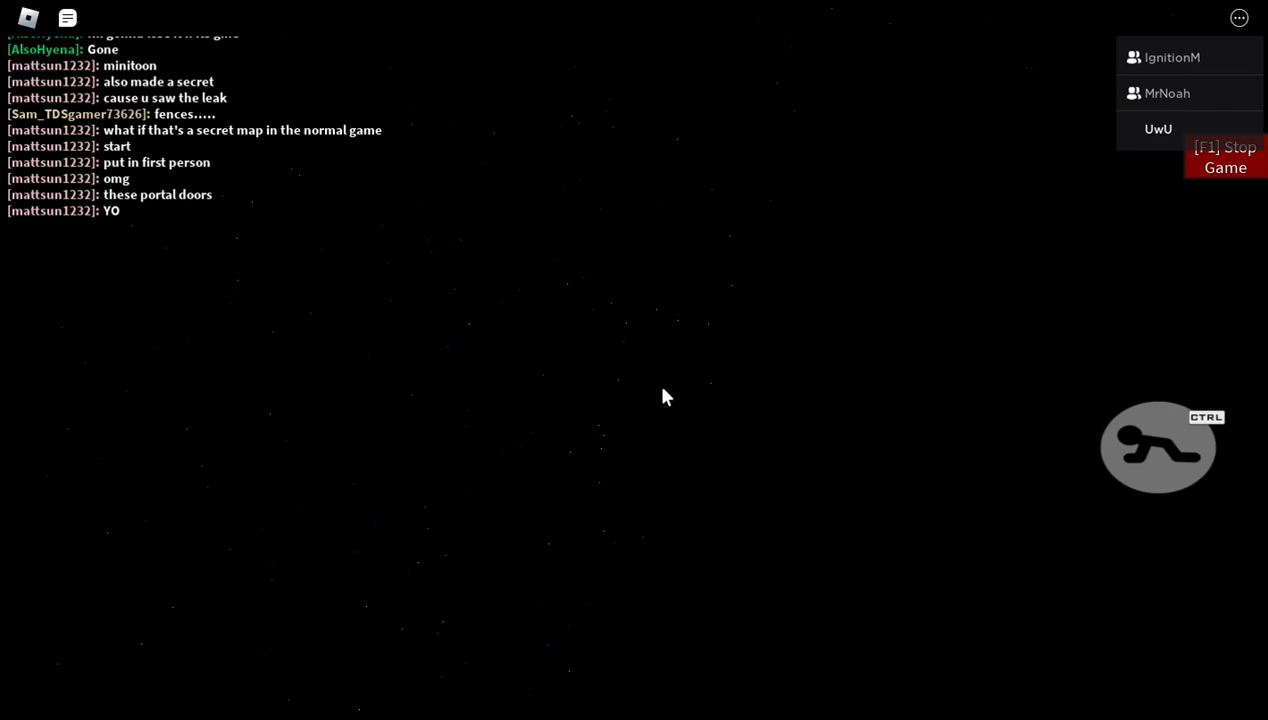 [AlsoHyena]: Gone
[mattsun1232]: minitoon
[mattsun1232]: also made a secret
[mattsun1232]: cause u saw the leak
[Sam_TDSgamer73626]: fences.....
[mattsun1232]: what if that's a secret map in the normal game
[mattsun1232]: start
[mattsun1232]: put in first person
[mattsun1232]: omg
[mattsun1232]: these portal doors
[mattsun1232]: YO
IgnitionM
MrNoah
UwU
[F1] Stop
Game
CTRL